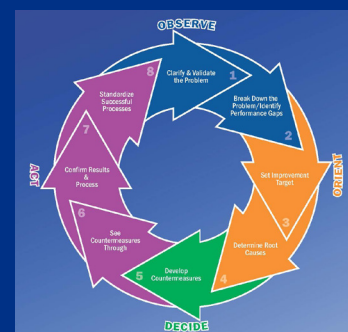 OBSERVE
8
1
Clarify & Validate
the Problem
Standardize
Successful
Processes
Break Down the
Problem/Identify
Performance Gaps
2
7
ACT
Confirm Results
&
Process
Set Improvement
Target
ORIENT
6
3
See
Countermeasures
Through
Determine Root
Causes
5
Develop
Countermeasures
4
DECIDE